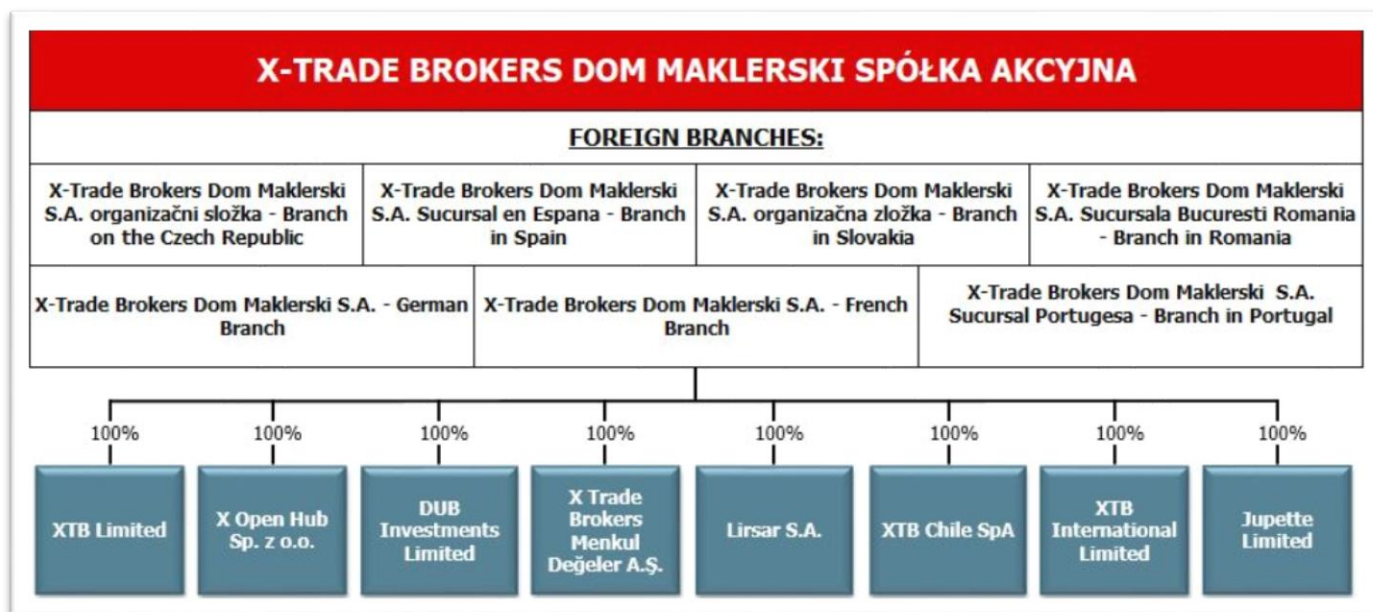 X-TRADE BROKERS DOM MAKLERSKI SPÓŁKA AKCYJNA
FOREIGN BRANCHES:
X-Trade Brokers Dom Maklerski
S.A. organizačni složka - Branch
on the Czech Republic
X-Trade Brokers Dom Maklerski
S.A. Sucursal en Espana - Branch
in Spain
X-Trade Brokers Dom Maklerski
S.A. organizačna zložka - Branch
in Slovakia
X-Trade Brokers Dom Maklerski
S.A. Sucursala Bucuresti Romania
- Branch in Romania
X-Trade Brokers Dom Maklerski S.A. - German
Branch
X-Trade Brokers Dom Maklerski S.A. - French
Branch
X-Trade Brokers Dom Maklerski S.A.
Sucursal Portugesa - Branch in Portugal
100%
100%
100%
100%
100%
100%
100%
100%
XTB Limited
X Open Hub
Sp. z o.o.
DUB
Investments
Limited
X Trade
Brokers
Menkul
Değeler A.Ş.
Lirsar S.A.
XTB Chile SpA
XTB
International
Limited
Jupette
Limited